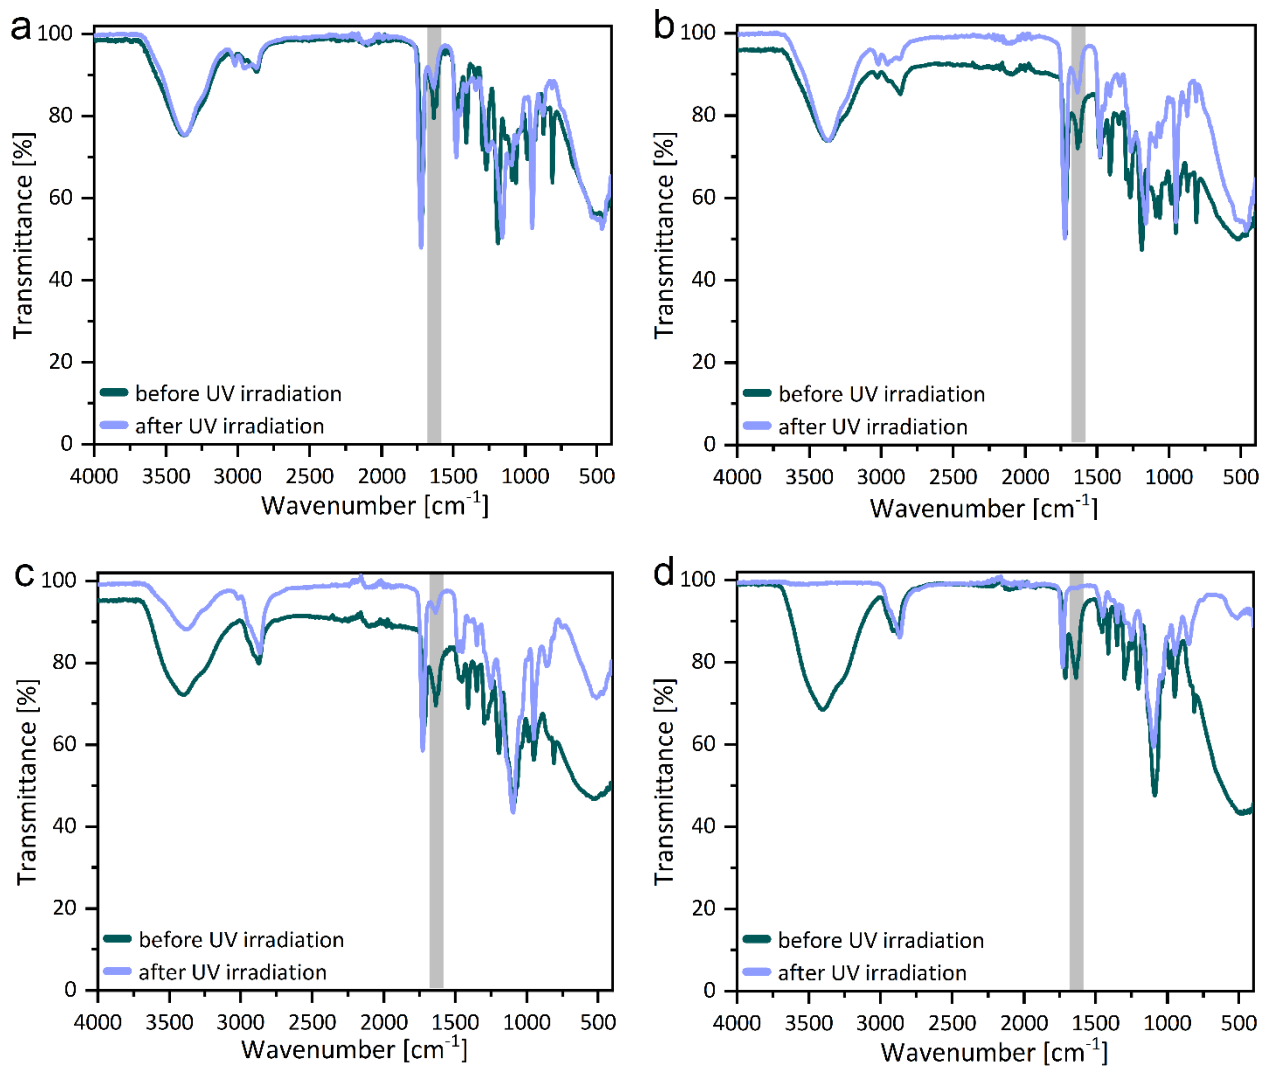 a
100
80
60
40
20
0
Transmittance [%]
before UV irradiation
after UV irradiation
4000 3500 3000 2500 2000 1500 1000 500
Wavenumber [cm-1]
b
100
80
60
40
20
0
Transmittance [%]
before UV irradiation
after UV irradiation
4000 3500 3000 2500 2000 1500 1000 500
Wavenumber [cm-1]
c
100
80
60
40
20
0
Transmittance [%]
before UV irradiation
after UV irradiation
4000 3500 3000 2500 2000 1500 1000 500
Wavenumber [cm-1]
d
100
80
60
40
20
0
Transmittance [%]
before UV irradiation
after UV irradiation
4000 3500 3000 2500 2000 1500 1000 500
Wavenumber [cm-1]